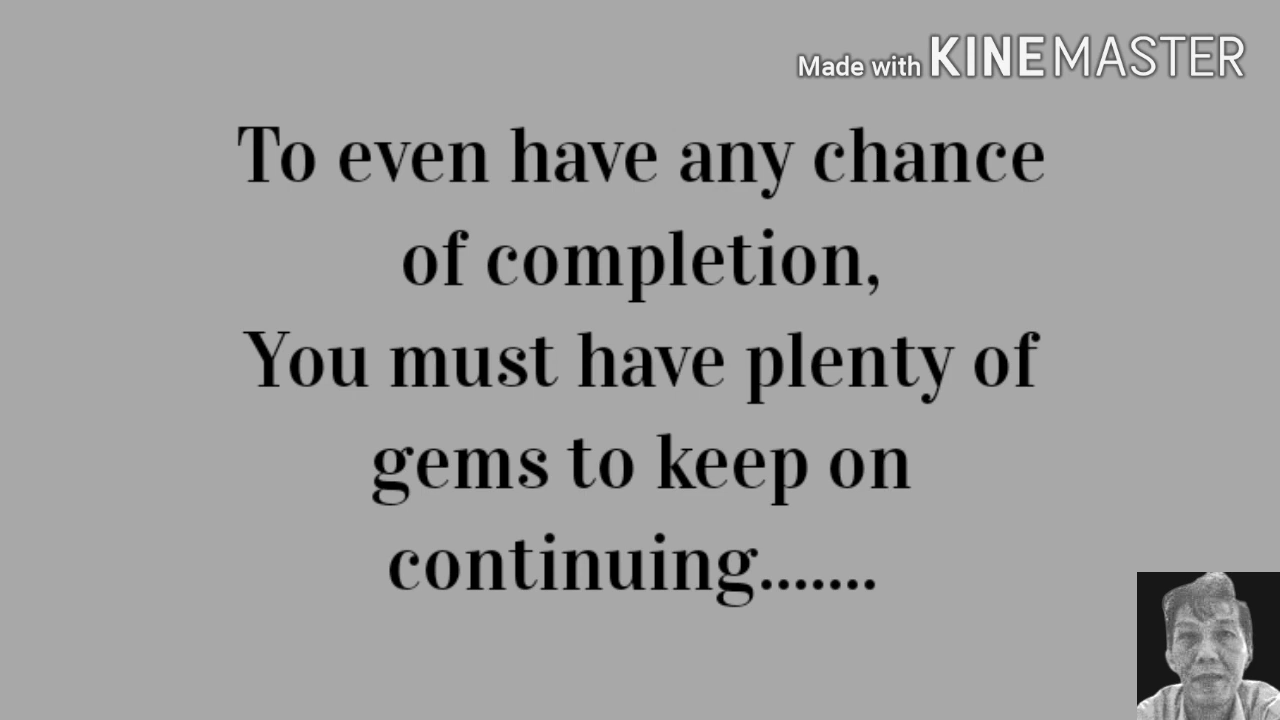 Made with KINEMASTER
To even have any chance
of completion,
You must have plenty of
gems to keep on
continuing.......